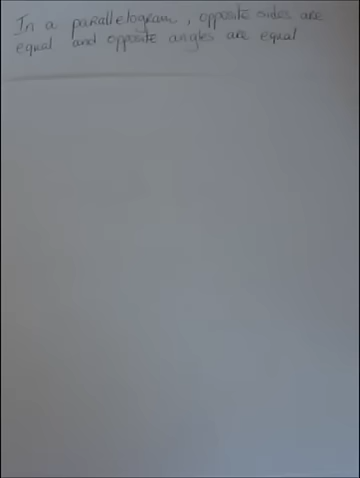 In a parallelogram, opposite sides are
equal and opposite angles are equal